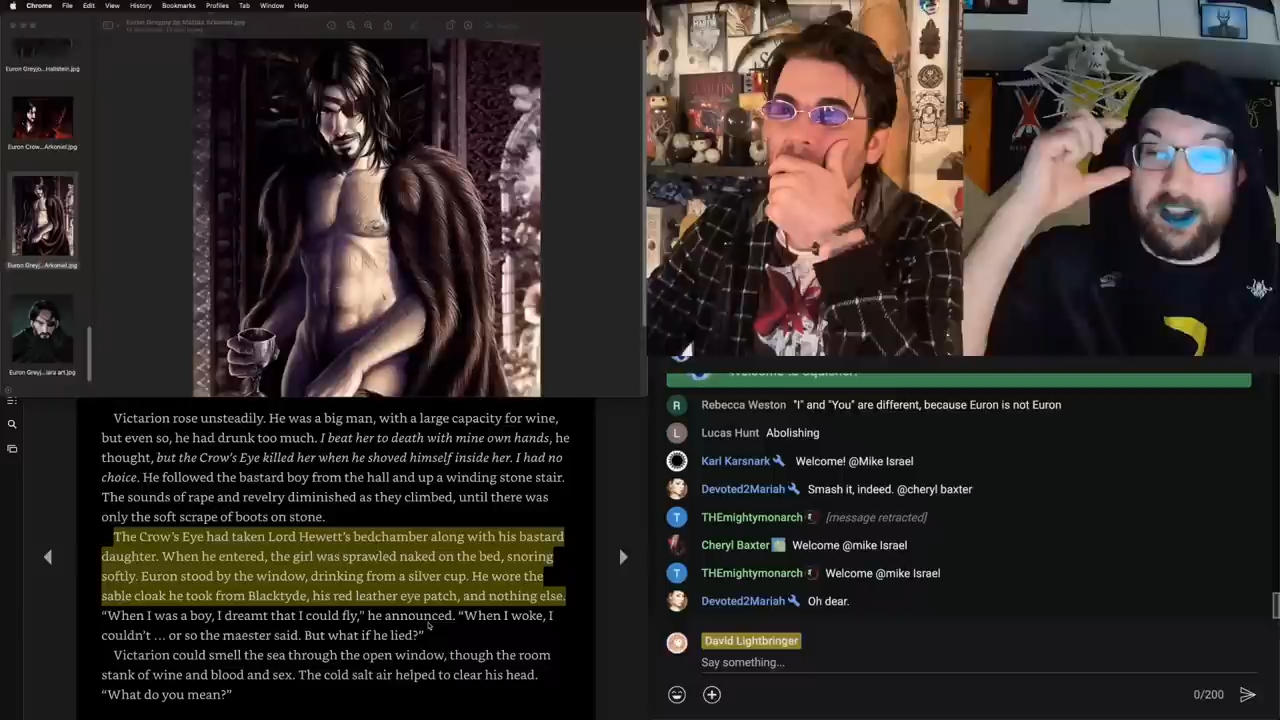 Chrome File Edit View History Bookmarks Profiles Tab Window Help
Euron Greyjo...Hallstein.jpg
Euron Crow... Arkoniel.jpg
Euron Greyj...Arkoniel.jpg
Euron Greyj...iara art.jpg
Victarion rose unsteadily. He was a big man, with a large capacity for wine,
but even so, he had drunk too much. I beat her to death with mine own hands, he
thought, but the Crow's Eye killed her when he shoved himself inside her. I had no
choice. He followed the bastard boy from the hall and up a winding stone stair.
The sounds of rape and revelry diminished as they climbed, until there was
only the soft scrape of boots on stone.
The Crow's Eye had taken Lord Hewett's bedchamber along with his bastard
daughter. When he entered, the girl was sprawled naked on the bed, snoring
softly. Euron stood by the window, drinking from a silver cup. He wore the
sable cloak he took from Blacktyde, his red leather eye patch, and nothing else.
“When I was a boy, I dreamt that I could fly,” he announced. “When I woke, I
couldn't … or so the maester said. But what if he lied?”
Victarion could smell the sea through the open window, though the room
stank of wine and blood and sex. The cold salt air helped to clear his head.
“What do you mean?”
R Rebecca Weston "I" and "You" are different, because Euron is not Euron
L Lucas Hunt Abolishing
Karl Karsnark Welcome! @Mike Israel
Devoted2Mariah Smash it, indeed. @cheryl baxter
T THEmightymonarch [message retracted]
Cheryl Baxter Welcome @mike Israel
T THEmightymonarch Welcome @mike Israel
Devoted2Mariah Oh dear.
David Lightbringer
Say something...
0/200